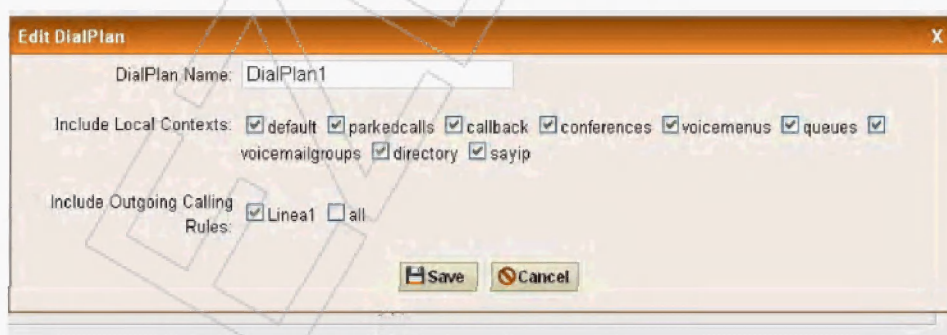 Edit DialPlan X
DialPlan Name: DialPlan1
Include Local Contexts: default parkedcalls callback conferences voicemenus queues
voicemailgroups directory sayip
Include Outgoing Calling
Rules: Linea1 all
Save Cancel